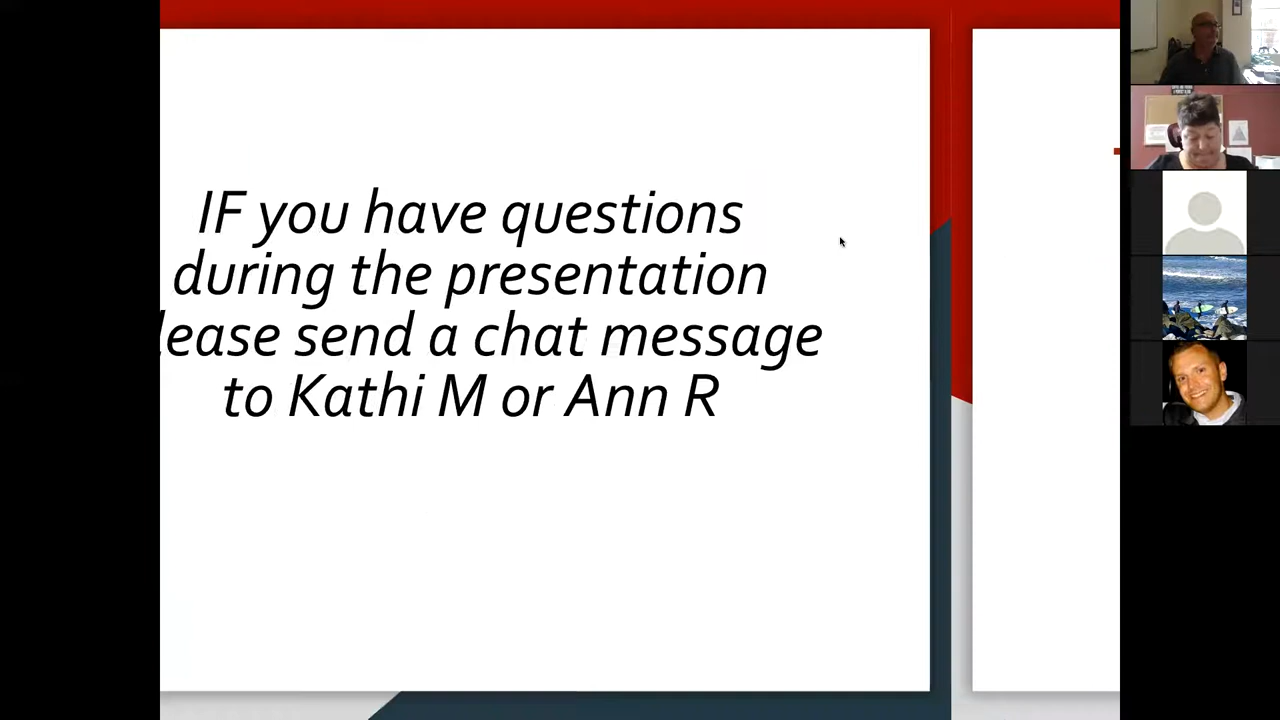 IF you have questions
during the presentation
lease send a chat message
to Kathi M or Ann R